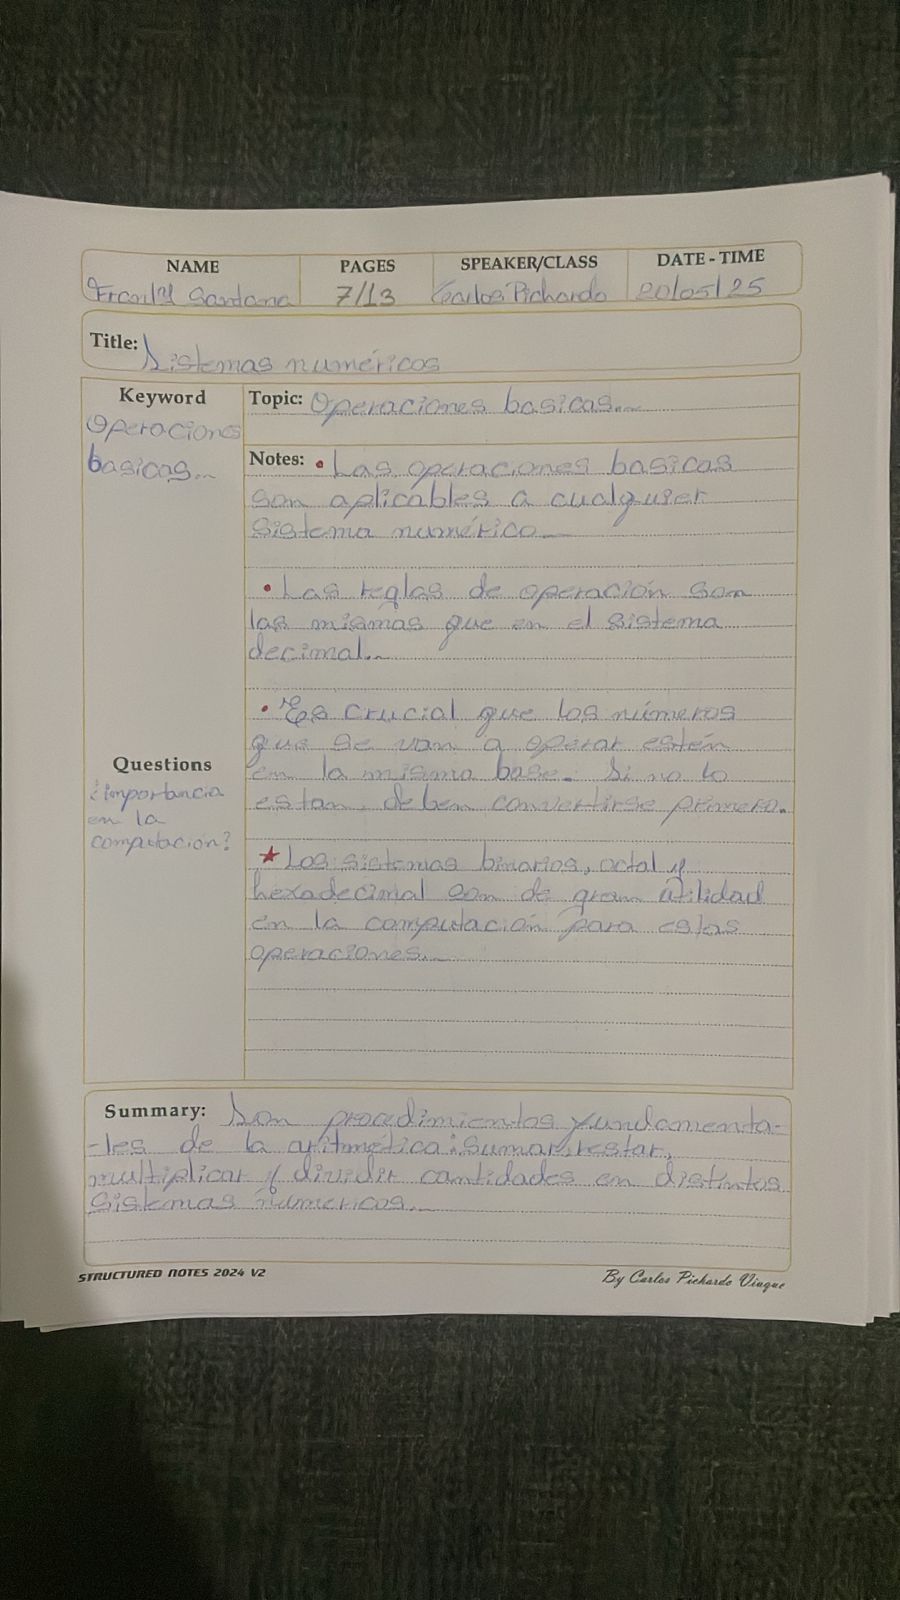 NAME PAGES SPEAKER/CLASS DATE - TIME
Santana 7/13 Carlos Pichardo 20/05/25
Title: Sistemas numéricos
Keyword
Operaciones
basicas...
Topic: Operaciones basicas...
Notes: • Las operaciones basicas
son aplicables a cualquier
sistema numérico...
• Las reglas de operación son
las mismas que en el sistema
decimal...
• Es crucial que los números
que se van a operar estén
en la misma base. Si no lo
estan, deben convertirse primero.
Questions
¿Importancia
en la
computación?
★ Los sistemas binarios, octal y
hexadecimal son de gran utilidad
en la computación para estas
operaciones...
Summary: Son procedimientos fundamenta-
-les de la aritmética: sumar, restar,
multiplicar y dividir cantidades en distintos
sistemas numericos...
STRUCTURED NOTES 2024 V2
By Carlos Pichardo Viuque